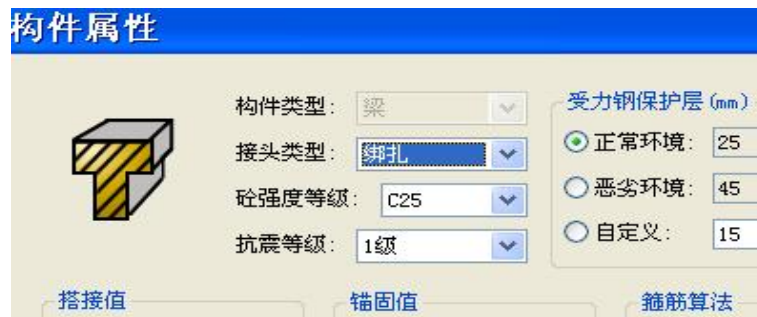 构件属性
构件类型: 梁
受力钢保护层(mm)
接头类型: 绑扎
正常环境: 25
砼强度等级: C25
恶劣环境: 45
抗震等级: 1级
自定义: 15
搭接值
锚固值
箍筋算法